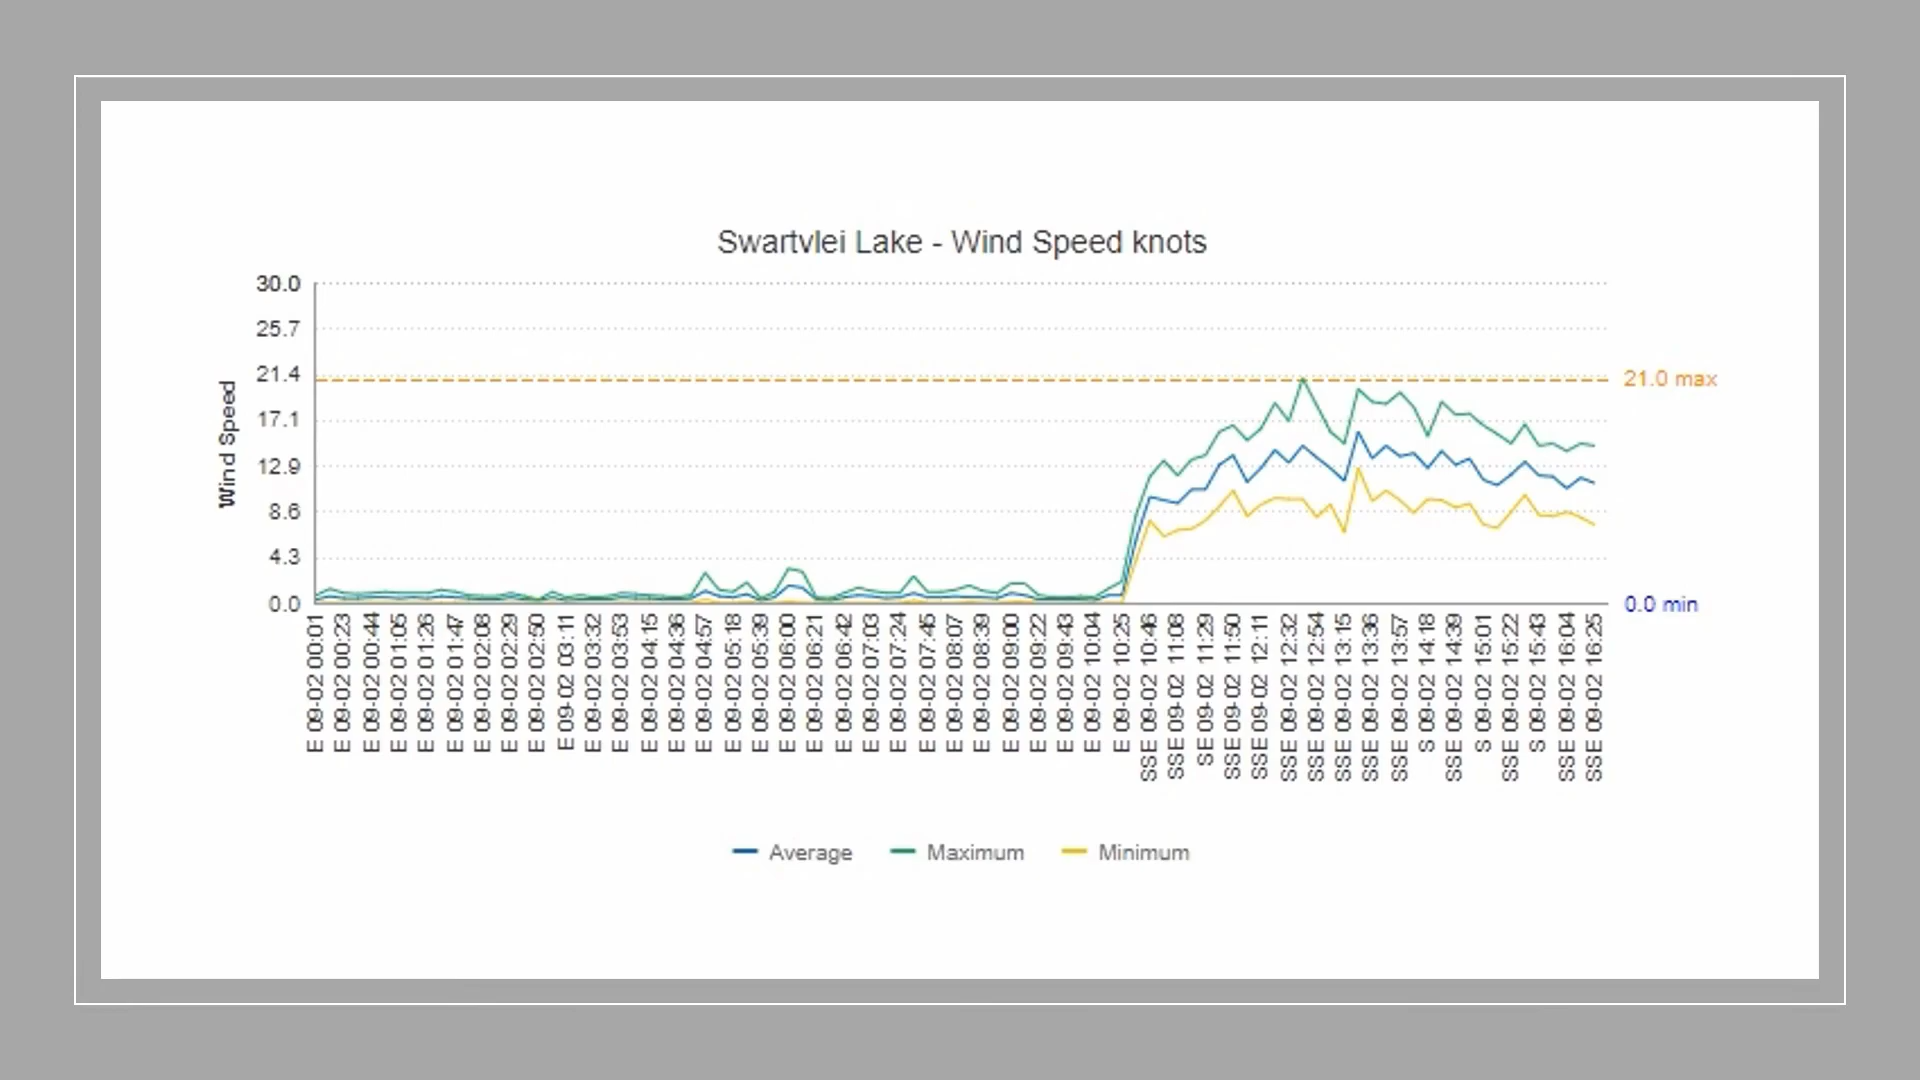 Swartvlei Lake - Wind Speed knots
Wind Speed
30.0
25.7
21.4
17.1
12.9
8.6
4.3
0.0
21.0 max
0.0 min
E 09-02 00:01
E 09-02 00:23
E 09-02 00:44
E 09-02 01:05
E 09-02 01:26
E 09-02 01:47
E 09-02 02:08
E 09-02 02:29
E 09-02 02:50
E 09-02 03:11
E 09-02 03:32
E 09-02 03:53
E 09-02 04:15
E 09-02 04:36
E 09-02 04:57
E 09-02 05:18
E 09-02 05:39
E 09-02 06:00
E 09-02 06:21
E 09-02 06:42
E 09-02 07:03
E 09-02 07:24
E 09-02 07:45
E 09-02 08:07
E 09-02 08:39
E 09-02 09:00
E 09-02 09:22
E 09-02 09:43
E 09-02 10:04
E 09-02 10:25
SSE 09-02 10:46
SSE 09-02 11:08
SE 09-02 11:29
SSE 09-02 11:50
SSE 09-02 12:11
SSE 09-02 12:32
SSE 09-02 12:54
SSE 09-02 13:15
SSE 09-02 13:36
SSE 09-02 13:57
S 09-02 14:18
SSE 09-02 14:39
S 09-02 15:01
SSE 09-02 15:22
S 09-02 15:43
SSE 09-02 16:04
SSE 09-02 16:25
Average Maximum Minimum